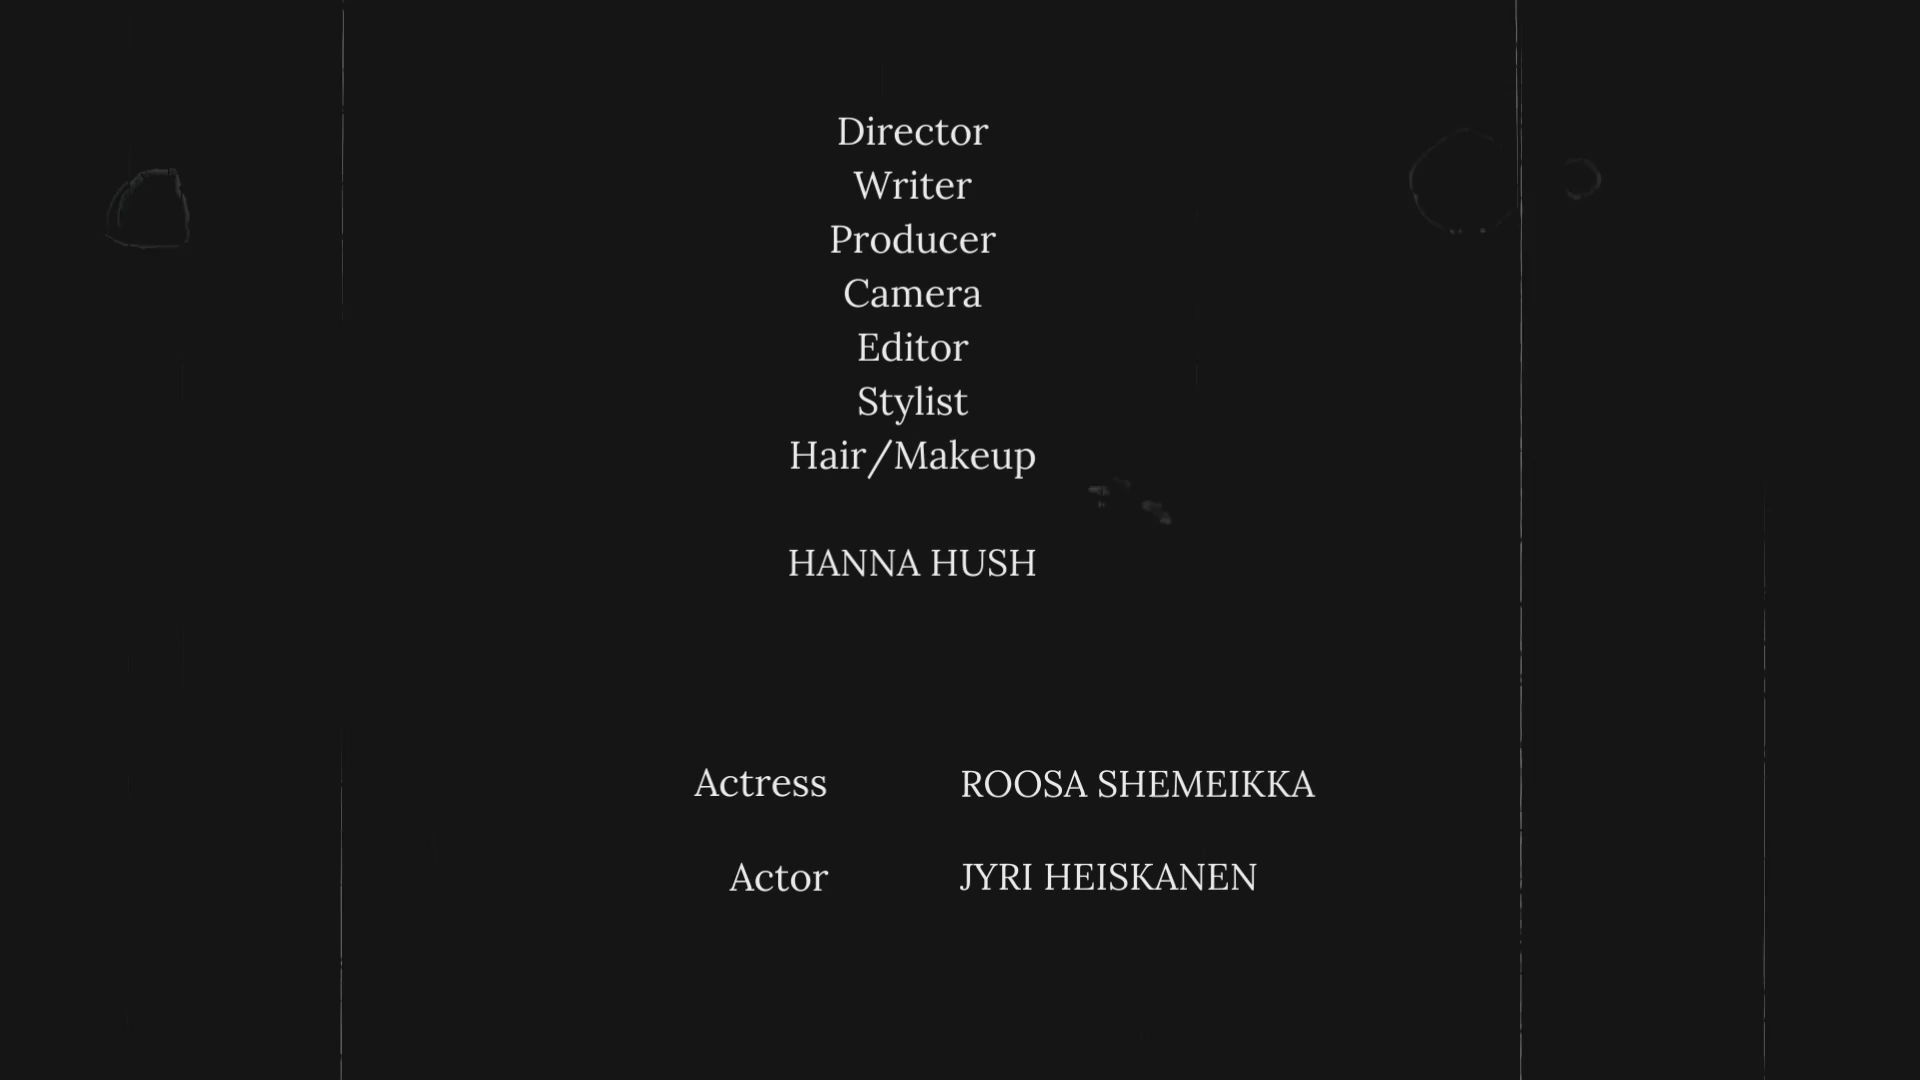 Director
Writer
Producer
Camera
Editor
Stylist
Hair/Makeup
HANNA HUSH
Actress ROOSA SHEMEIKKA
Actor JYRI HEISKANEN